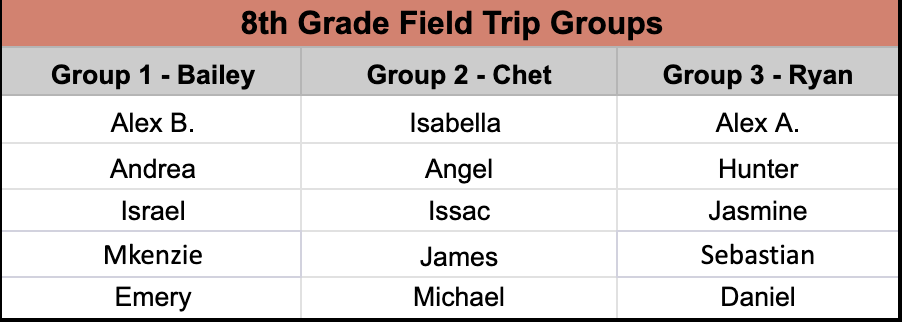 8th Grade Field Trip Groups
Group 1 - Bailey Group 2 - Chet Group 3 - Ryan
Alex B. Isabella Alex A.
Andrea Angel Hunter
Israel Issac Jasmine
Mkenzie James Sebastian
Emery Michael Daniel